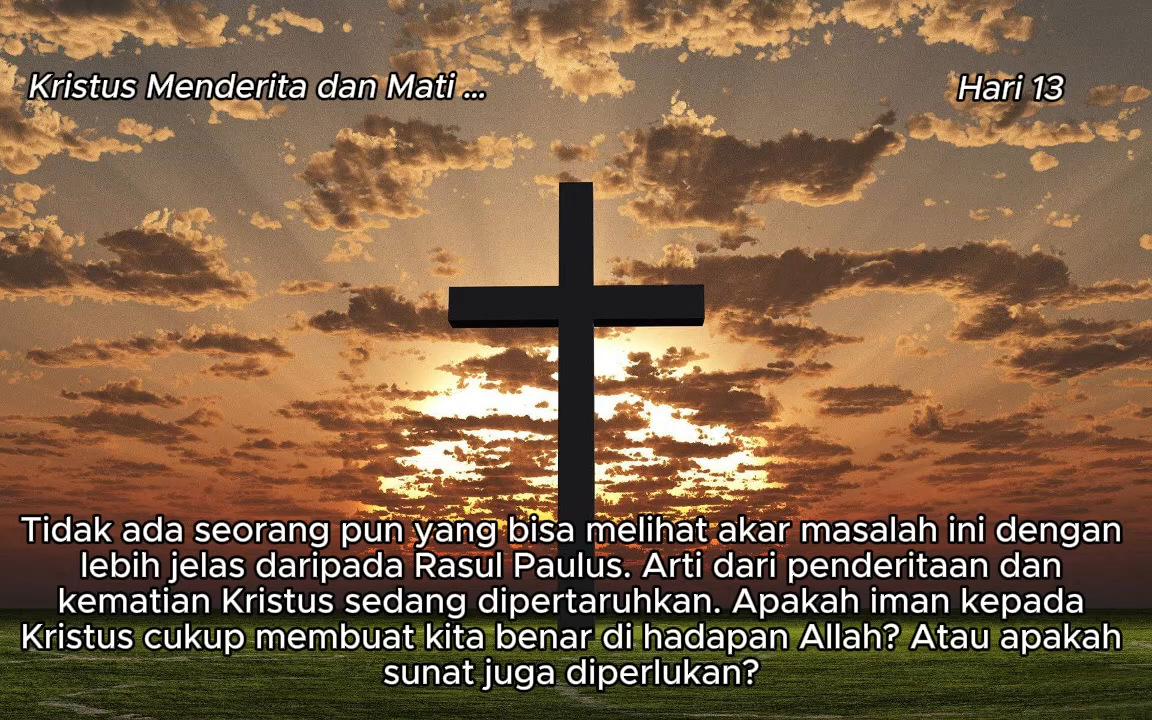 Kristus Menderita dan Mati ...
Hari 13
Tidak ada seorang pun yang bisa melihat akar masalah ini dengan
lebih jelas daripada Rasul Paulus. Arti dari penderitaan dan
kematian Kristus sedang dipertaruhkan. Apakah iman kepada
Kristus cukup membuat kita benar di hadapan Allah? Atau apakah
sunat juga diperlukan?